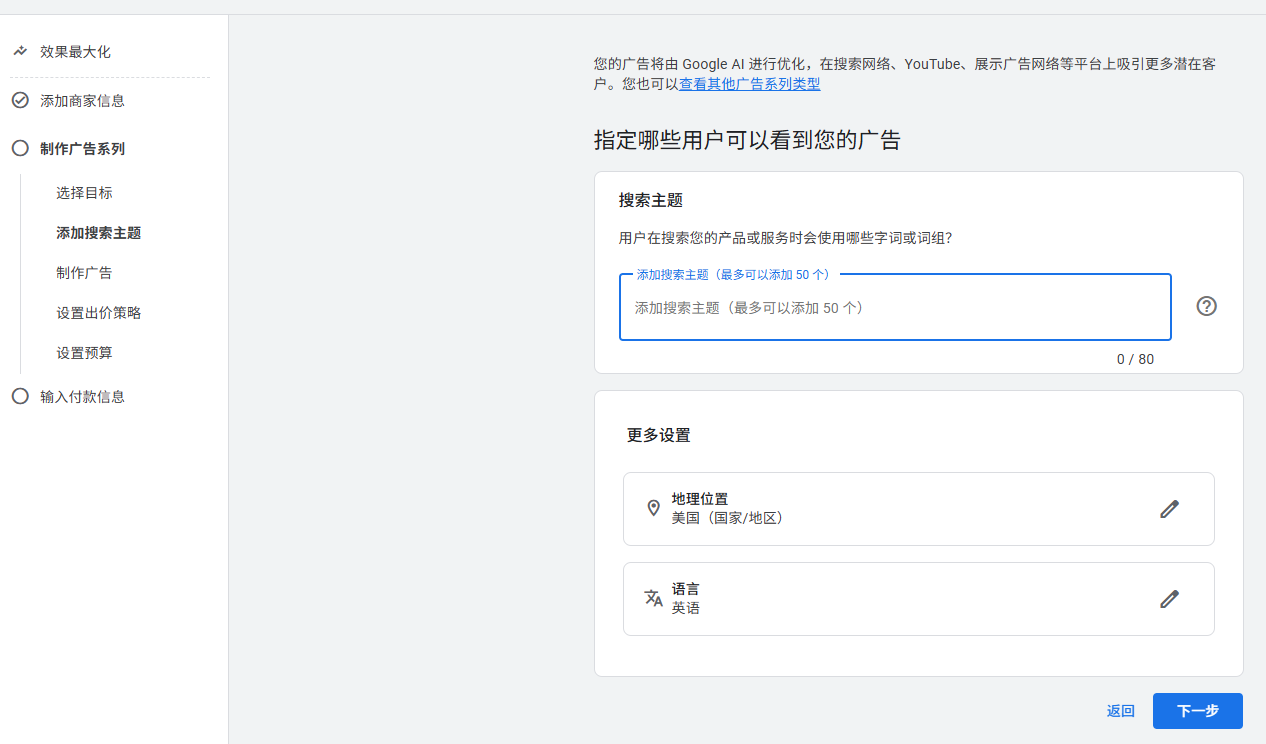 效果最大化
添加商家信息
制作广告系列
选择目标
添加搜索主题
制作广告
设置出价策略
设置预算
输入付款信息
您的广告将由 Google AI 进行优化，在搜索网络、YouTube、展示广告网络等平台上吸引更多潜在客
户。您也可以查看其他广告系列类型
指定哪些用户可以看到您的广告
搜索主题
用户在搜索您的产品或服务时会使用哪些字词或词组？
添加搜索主题（最多可以添加 50 个）
添加搜索主题（最多可以添加 50 个）
0 / 80
更多设置
地理位置
美国（国家/地区）
语言
英语
返回
下一步